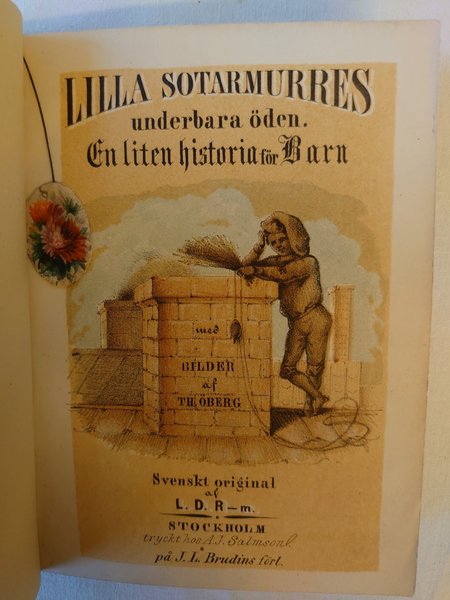 LILLA SOTARMURRES
underbara öden.
En liten historia för Barn
med
BILDER
af
TH. ÖBERG
Svenskt original
af
L. D. R—m.
STOCKHOLM
tryckt hos A. J. Salmson.
på J. L. Brudins förl.